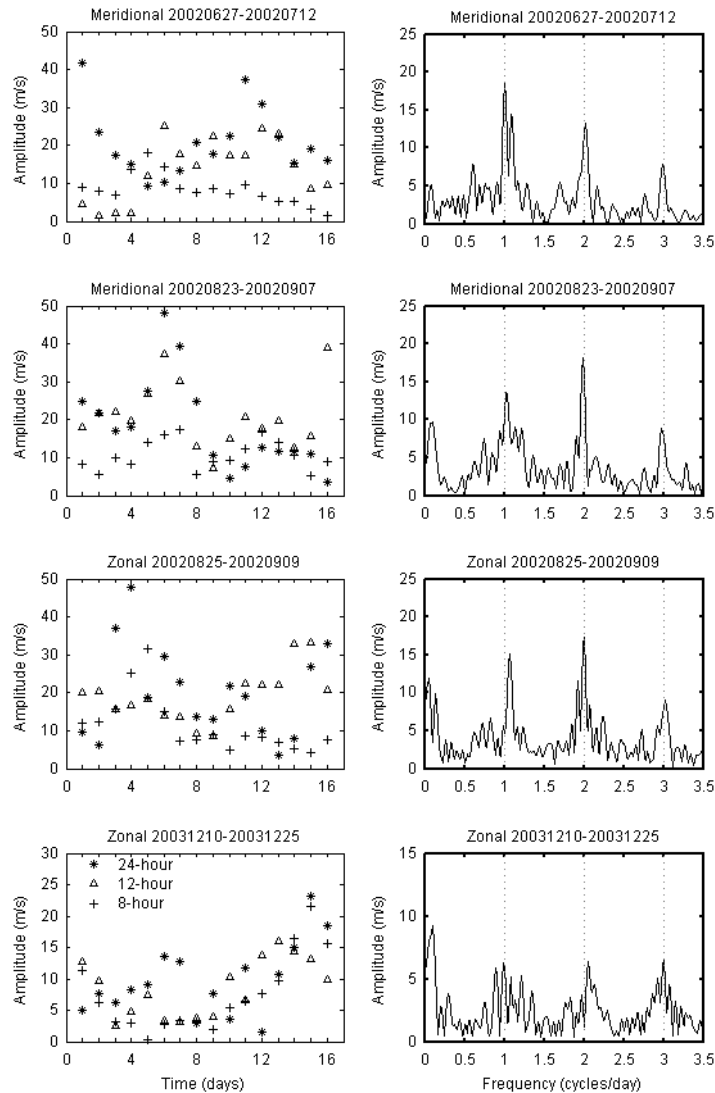 Meridional 20020627-20020712
Amplitude (m/s)
50
40
30
20
10
0
0 4 8 12 16
Meridional 20020627-20020712
Amplitude (m/s)
25
20
15
10
5
0
0 0.5 1 1.5 2 2.5 3 3.5
Meridional 20020823-20020907
Amplitude (m/s)
50
40
30
20
10
0
0 4 8 12 16
Meridional 20020823-20020907
Amplitude (m/s)
25
20
15
10
5
0
0 0.5 1 1.5 2 2.5 3 3.5
Zonal 20020825-20020909
Amplitude (m/s)
50
40
30
20
10
0
0 4 8 12 16
Zonal 20020825-20020909
Amplitude (m/s)
25
20
15
10
5
0
0 0.5 1 1.5 2 2.5 3 3.5
Zonal 20031210-20031225
Amplitude (m/s)
30
25
20
15
10
5
0
24-hour
12-hour
8-hour
0 4 8 12 16
Time (days)
Zonal 20031210-20031225
Amplitude (m/s)
15
10
5
0
0 0.5 1 1.5 2 2.5 3 3.5
Frequency (cycles/day)